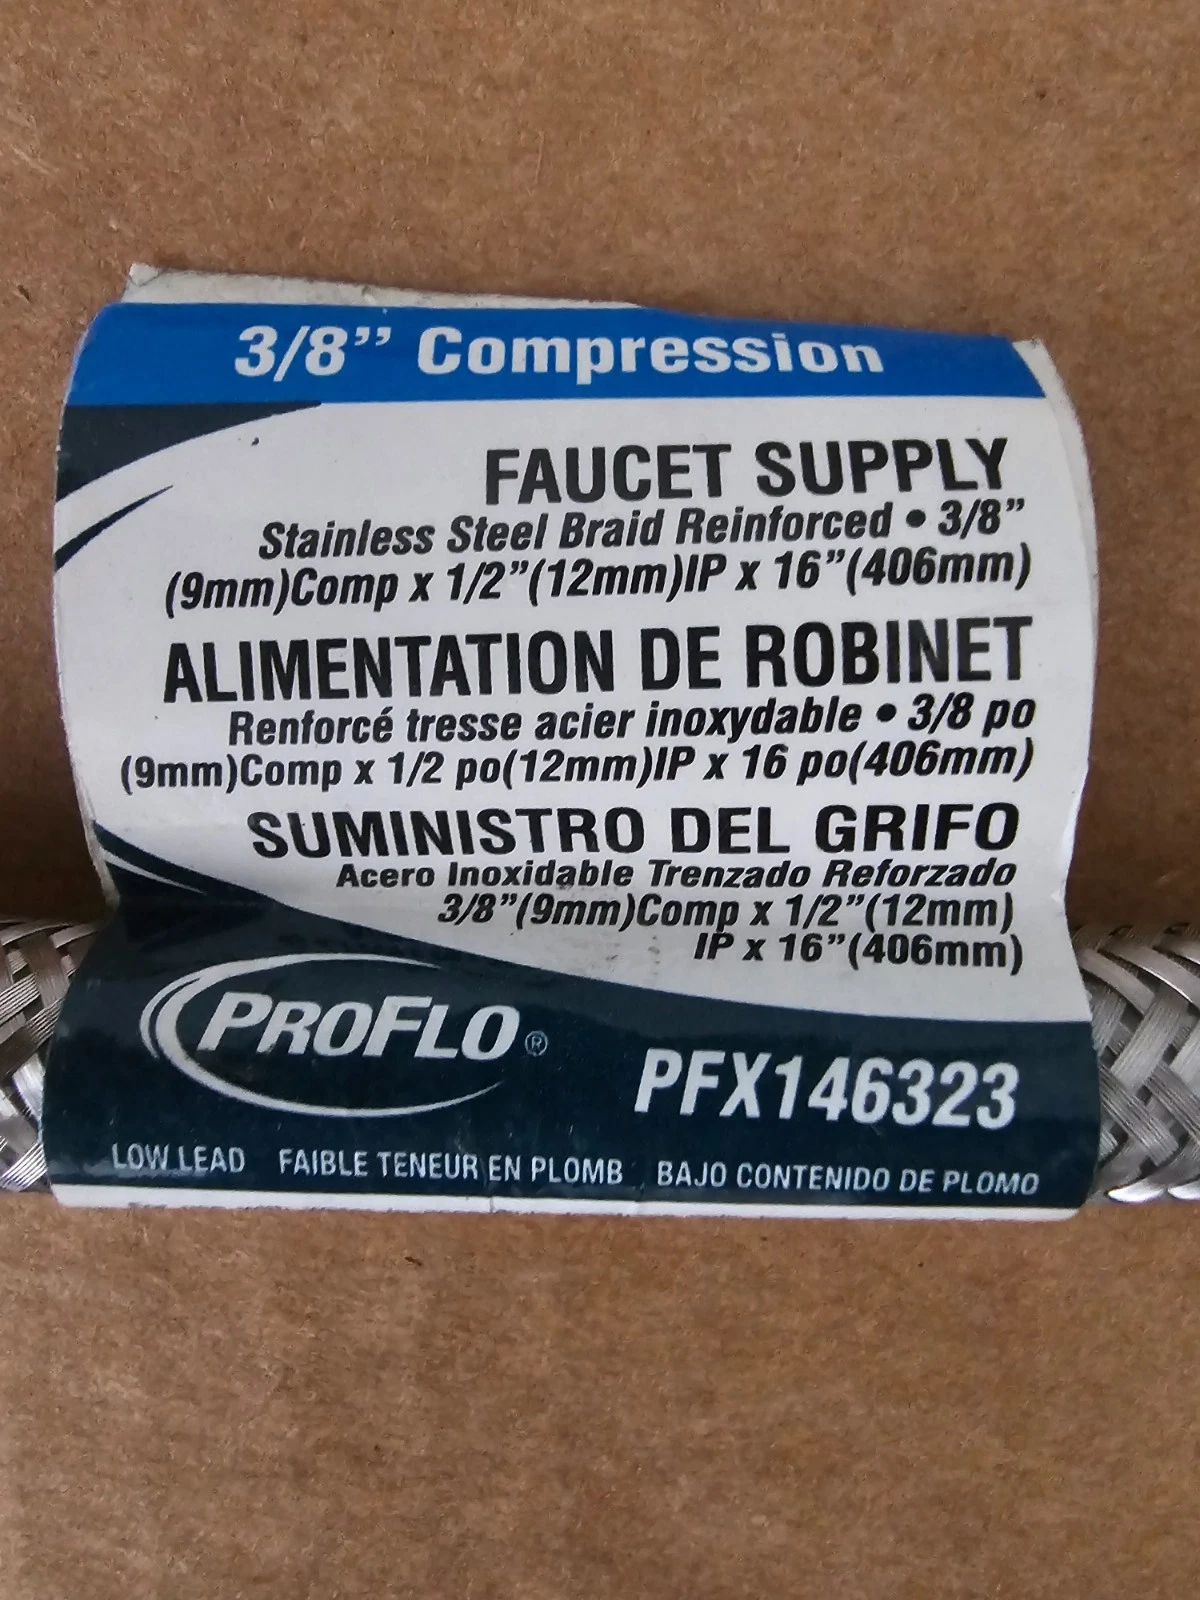 3/8” Compression
FAUCET SUPPLY
Stainless Steel Braid Reinforced • 3/8”
(9mm)Comp x 1/2”(12mm)IP x 16”(406mm)
ALIMENTATION DE ROBINET
Renforcé tresse acier inoxydable • 3/8 po
(9mm)Comp x 1/2 po(12mm)IP x 16 po(406mm)
SUMINISTRO DEL GRIFO
Acero Inoxidable Trenzado Reforzado
3/8”(9mm)Comp x 1/2”(12mm)
IP x 16”(406mm)
PROFLO®
PFX146323
LOW LEAD FAIBLE TENEUR EN PLOMB BAJO CONTENIDO DE PLOMO